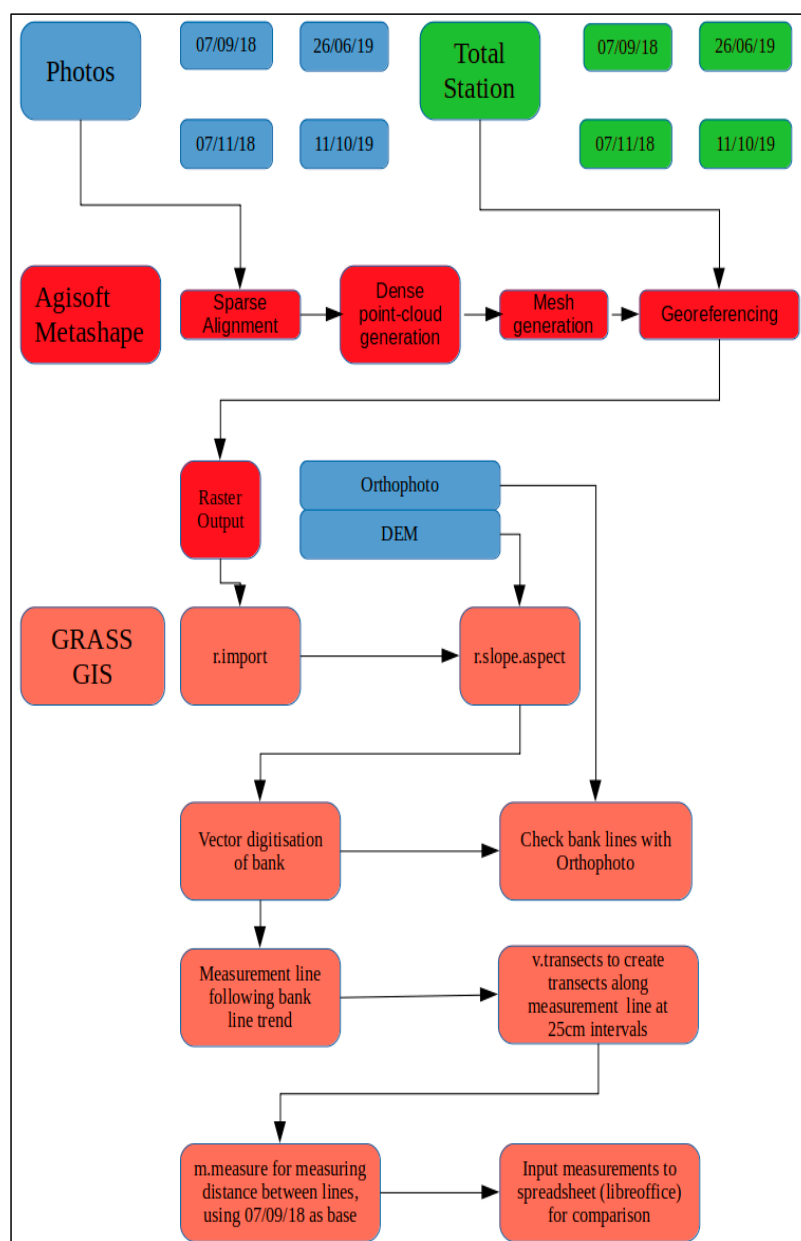 Photos
07/09/18
26/06/19
Total
Station
07/09/18
26/06/19
07/11/18
11/10/19
07/11/18
11/10/19
Agisoft
Metashape
Sparse
Alignment
Dense
point-cloud
generation
Mesh
generation
Georeferencing
Raster
Output
Orthophoto
DEM
GRASS
GIS
r.import
r.slope.aspect
Vector digitisation
of bank
Check bank lines with
Orthophoto
Measurement line
following bank
line trend
v.transects to create
transects along
measurement line at
25cm intervals
m.measure for measuring
distance between lines,
using 07/09/18 as base
Input measurements to
spreadsheet (libreoffice)
for comparison